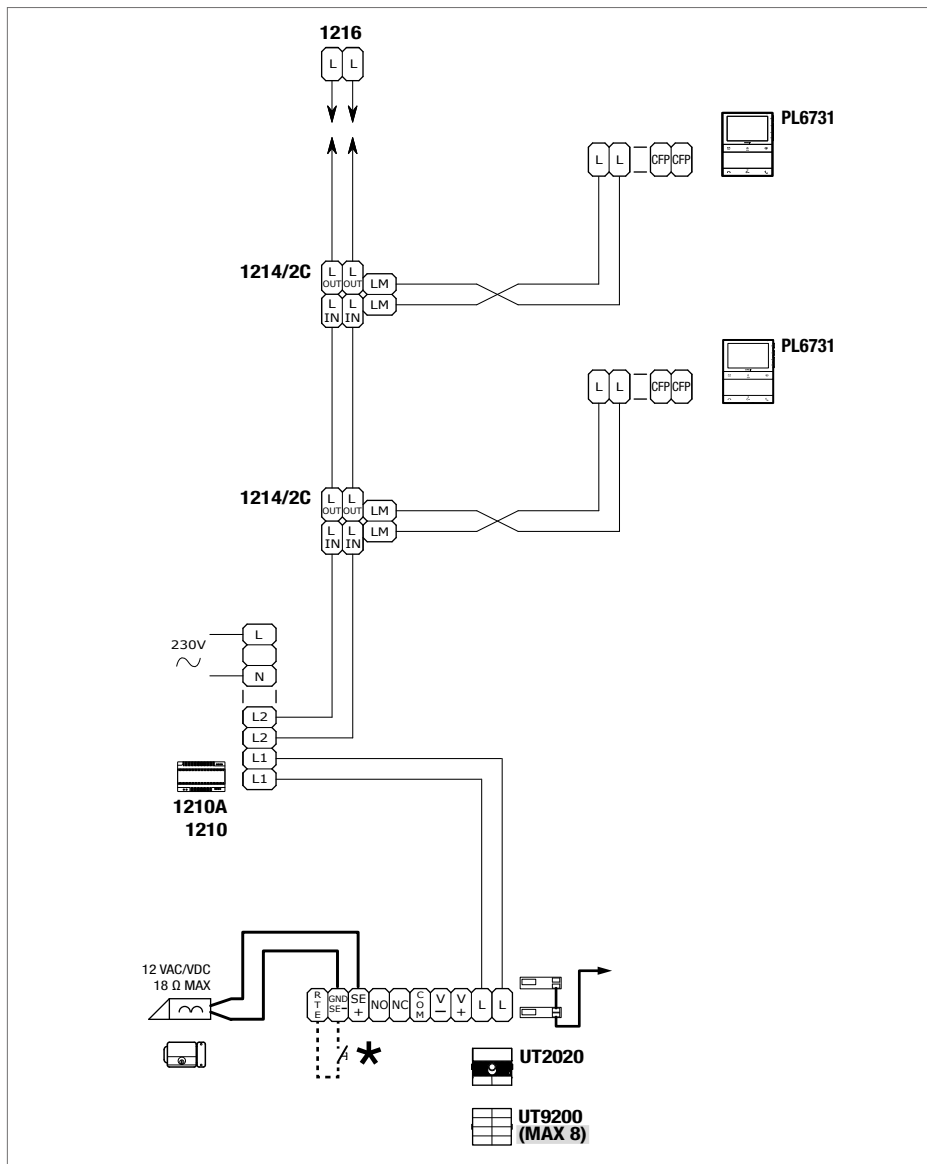 1216
L L
PL6731
L L CFP CFP
1214/2C
L OUT L OUT LM
L IN L IN LM
PL6731
L L CFP CFP
1214/2C
L OUT L OUT LM
L IN L IN LM
230V
L
N
L2
L2
L1
L1
1210A
1210
12 VAC/VDC
18 Ω MAX
RTE GND SE− SE+ NO NC COM V− V+ L L
*
UT2020
UT9200
(MAX 8)